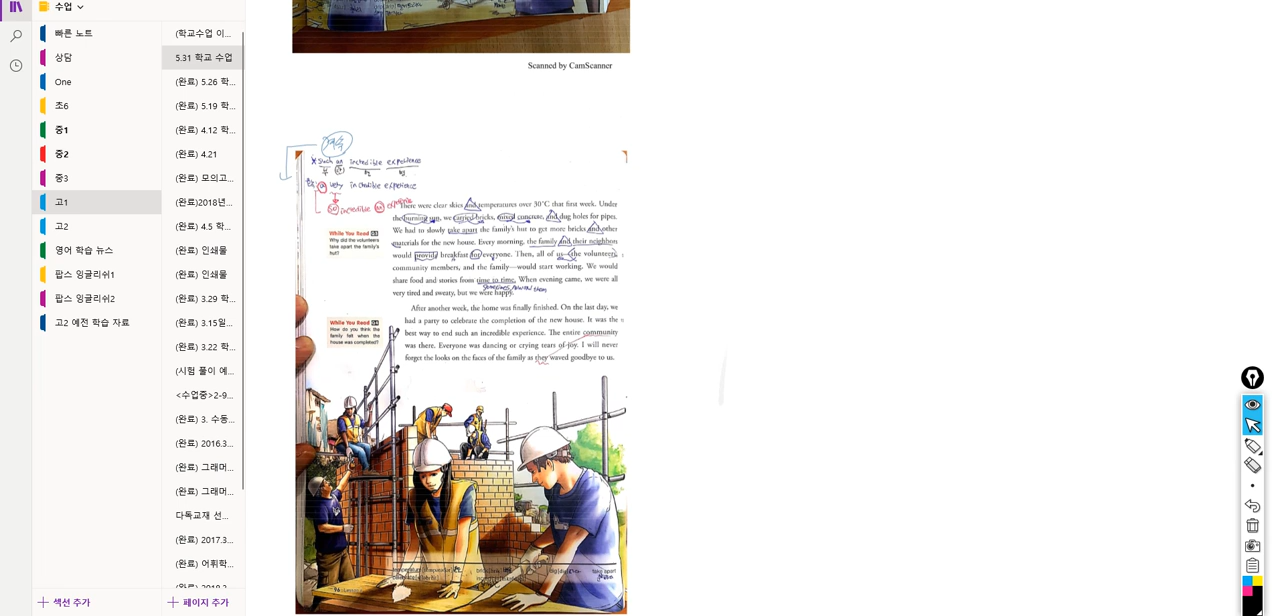 수업
빠른 노트
상담
One
초6
중1
중2
중3
고1
고2
영어 학습 뉴스
팝스 잉글리쉬1
팝스 잉글리쉬2
고2 예전 학습 자료
섹션 추가
(학교수업 이...
5.31 학교 수업
(완료) 5.26 학...
(완료) 5.19 학...
(완료) 4.12 학...
(완료) 4.21
(완료) 모의고...
(완료)2018년...
(완료) 4.5 학...
(완료) 인쇄물
(완료) 인쇄물
(완료) 3.29 학...
(완료) 3.15일...
(완료) 3.22 학...
(시험 풀이 예...
<수업중>2-9...
(완료) 3. 수동...
(완료) 2016.3...
(완료) 그래머...
(완료) 그래머...
다독교재 선...
(완료) 2017.3...
(완료) 어휘학...
페이지 추가
Scanned by CamScanner
such an incredible experience
very incredible experience
so incredible an
There were clear skies and temperatures over 30°C that first week. Under
the burning sun, we carried bricks, mixed concrete, and dug holes for pipes.
We had to slowly take apart the family's hut to get more bricks and other
materials for the new house. Every morning, the family and their neighbors
would provide breakfast for everyone. Then, all of us—the volunteers,
community members, and the family—would start working. We would
share food and stories from time to time. When evening came, we were all
very tired and sweaty, but we were happy.
While You Read Q3
Why did the volunteers
take apart the family's
hut?
After another week, the home was finally finished. On the last day, we
had a party to celebrate the completion of the new house. It was the
best way to end such an incredible experience. The entire community
was there. Everyone was dancing or crying tears of joy. I will never
forget the looks on the faces of the family as they waved goodbye to us.
While You Read Q4
How do you think the
family felt when the
house was completed?
take apart